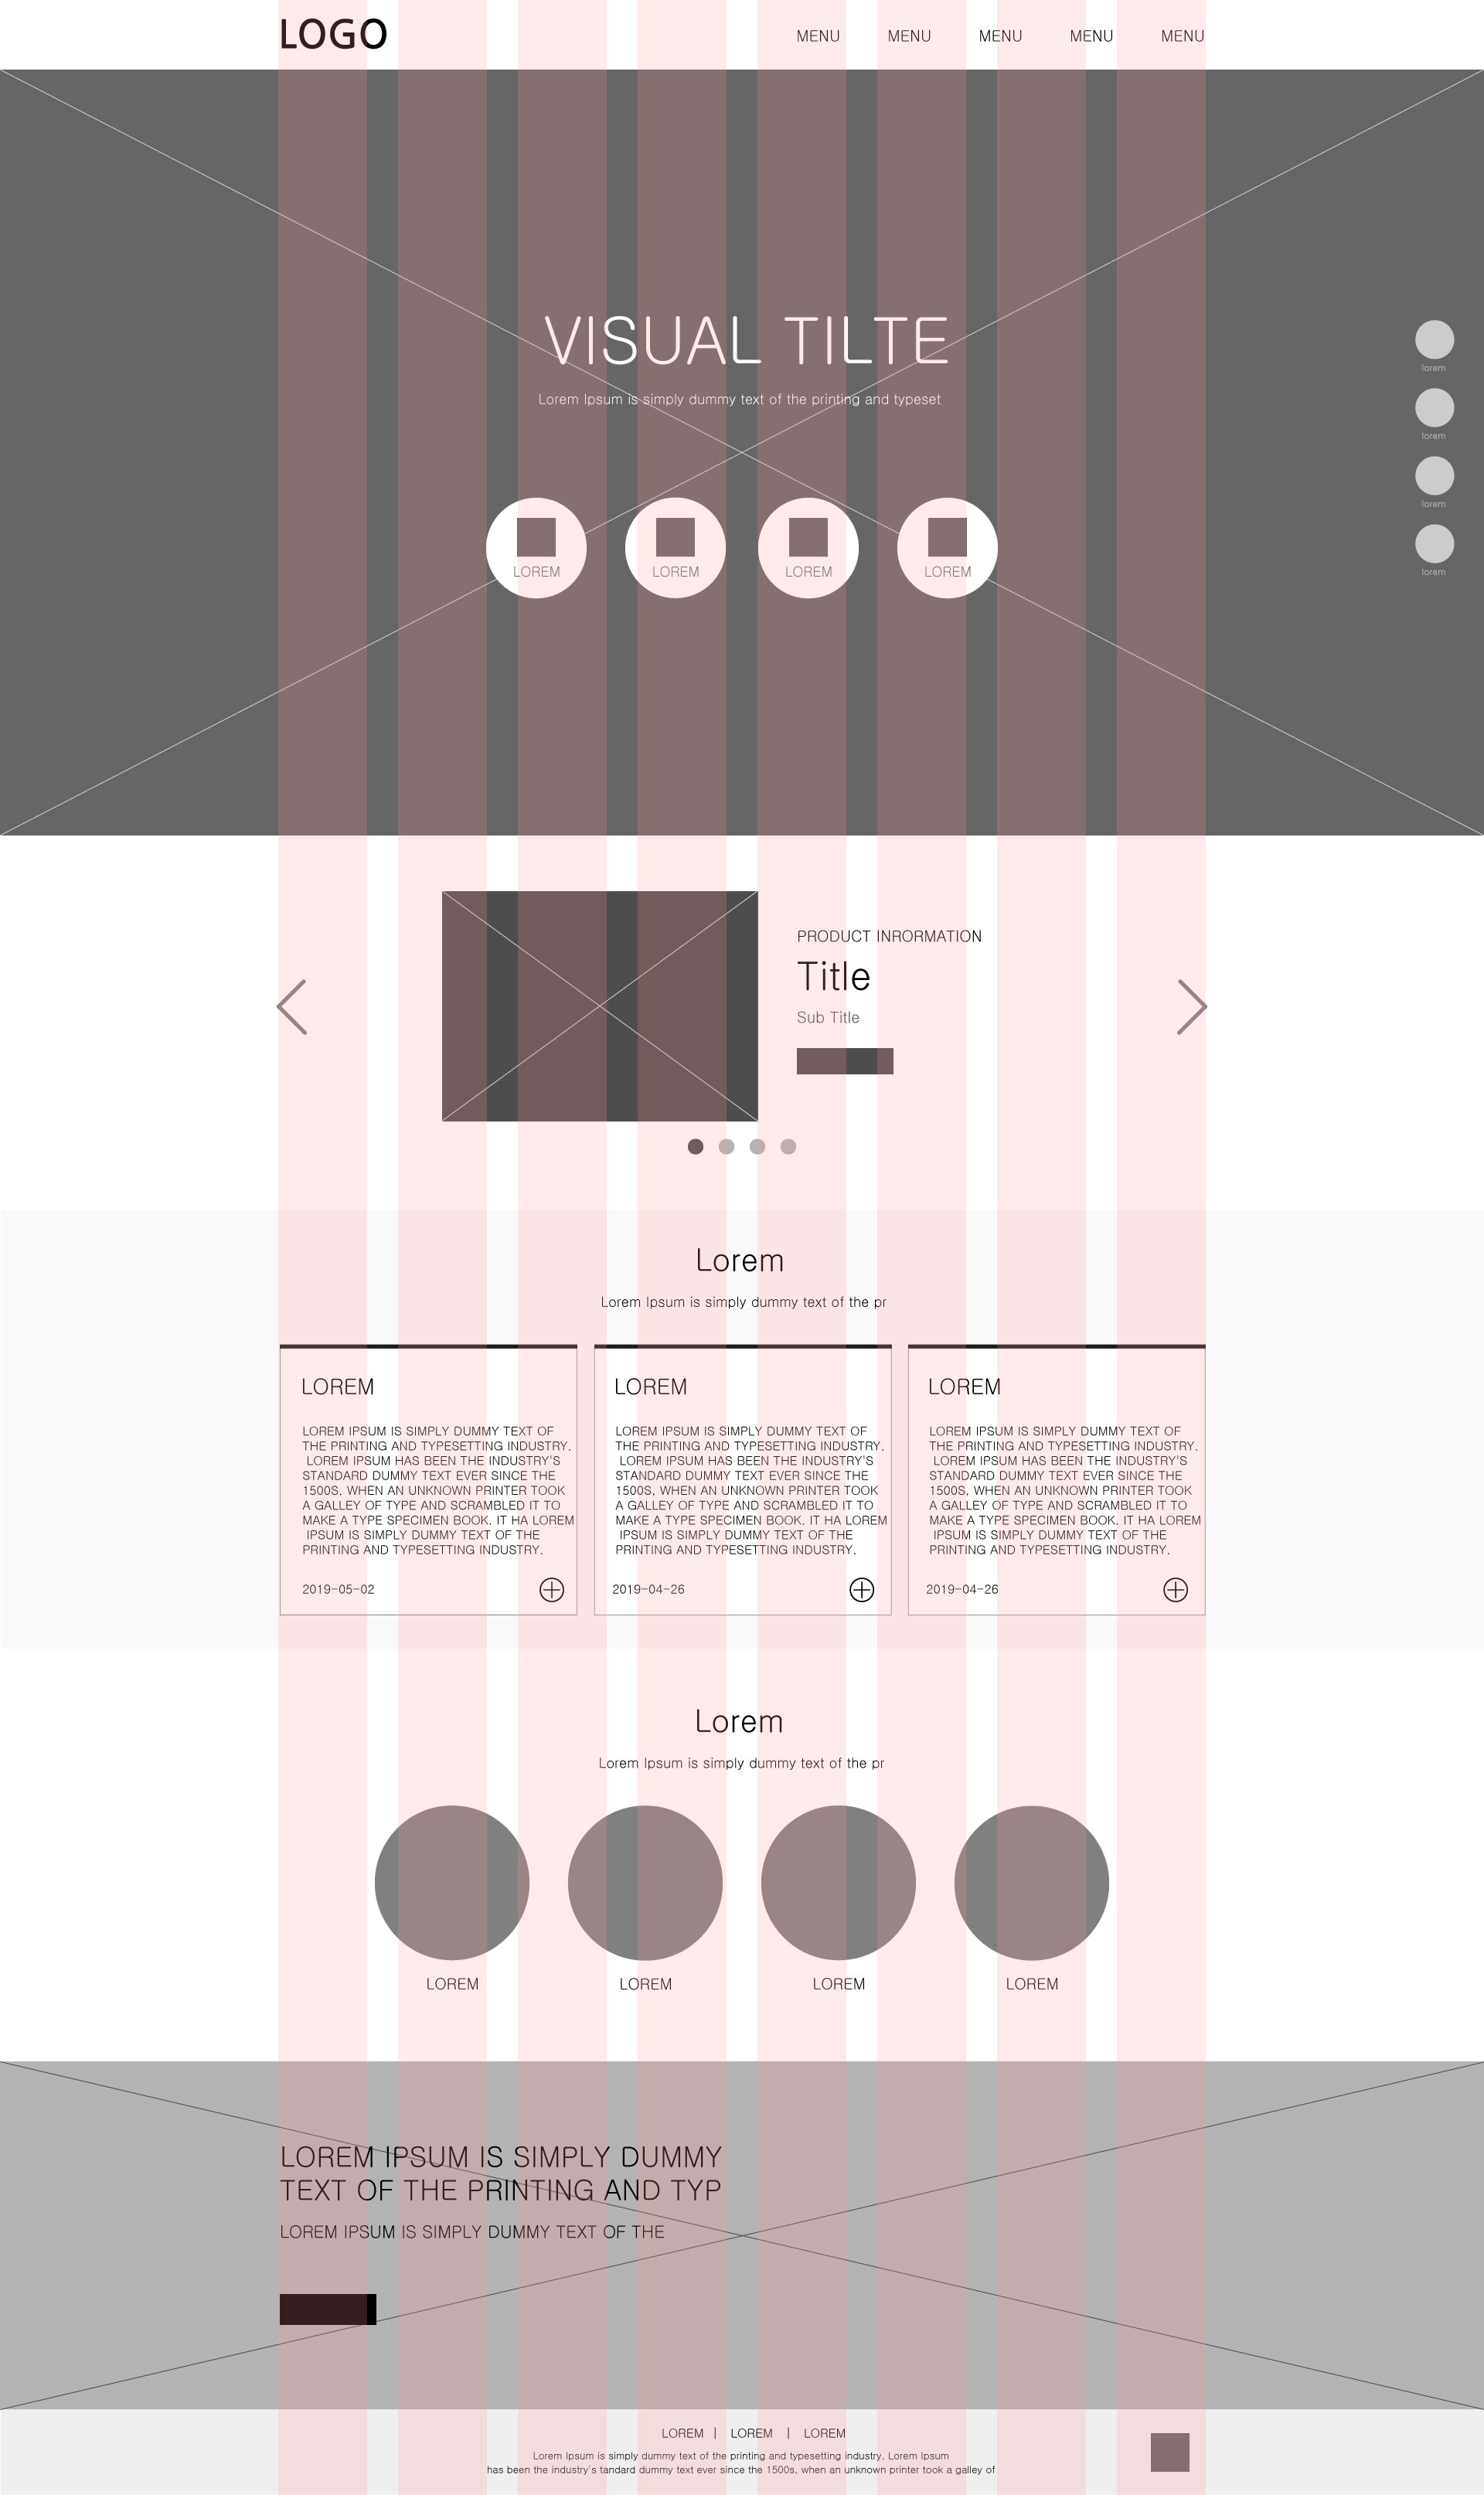 LOGO
MENU MENU MENU MENU MENU
VISUAL TILTE
Lorem Ipsum is simply dummy text of the printing and typeset
LOREM LOREM LOREM LOREM
lorem
lorem
lorem
lorem
PRODUCT INRORMATION
Title
Sub Title
Lorem
Lorem Ipsum is simply dummy text of the pr
LOREM
LOREM IPSUM IS SIMPLY DUMMY TEXT OF
THE PRINTING AND TYPESETTING INDUSTRY.
LOREM IPSUM HAS BEEN THE INDUSTRY'S
STANDARD DUMMY TEXT EVER SINCE THE
1500S, WHEN AN UNKNOWN PRINTER TOOK
A GALLEY OF TYPE AND SCRAMBLED IT TO
MAKE A TYPE SPECIMEN BOOK. IT HA LOREM
IPSUM IS SIMPLY DUMMY TEXT OF THE
PRINTING AND TYPESETTING INDUSTRY.
2019-05-02
LOREM
LOREM IPSUM IS SIMPLY DUMMY TEXT OF
THE PRINTING AND TYPESETTING INDUSTRY.
LOREM IPSUM HAS BEEN THE INDUSTRY'S
STANDARD DUMMY TEXT EVER SINCE THE
1500S, WHEN AN UNKNOWN PRINTER TOOK
A GALLEY OF TYPE AND SCRAMBLED IT TO
MAKE A TYPE SPECIMEN BOOK. IT HA LOREM
IPSUM IS SIMPLY DUMMY TEXT OF THE
PRINTING AND TYPESETTING INDUSTRY.
2019-04-26
LOREM
LOREM IPSUM IS SIMPLY DUMMY TEXT OF
THE PRINTING AND TYPESETTING INDUSTRY.
LOREM IPSUM HAS BEEN THE INDUSTRY'S
STANDARD DUMMY TEXT EVER SINCE THE
1500S, WHEN AN UNKNOWN PRINTER TOOK
A GALLEY OF TYPE AND SCRAMBLED IT TO
MAKE A TYPE SPECIMEN BOOK. IT HA LOREM
IPSUM IS SIMPLY DUMMY TEXT OF THE
PRINTING AND TYPESETTING INDUSTRY.
2019-04-26
Lorem
Lorem Ipsum is simply dummy text of the pr
LOREM LOREM LOREM LOREM
LOREM IPSUM IS SIMPLY DUMMY
TEXT OF THE PRINTING AND TYP
LOREM IPSUM IS SIMPLY DUMMY TEXT OF THE
LOREM | LOREM | LOREM
Lorem Ipsum is simply dummy text of the printing and typesetting industry. Lorem Ipsum
has been the industry's tandard dummy text ever since the 1500s, when an unknown printer took a galley of